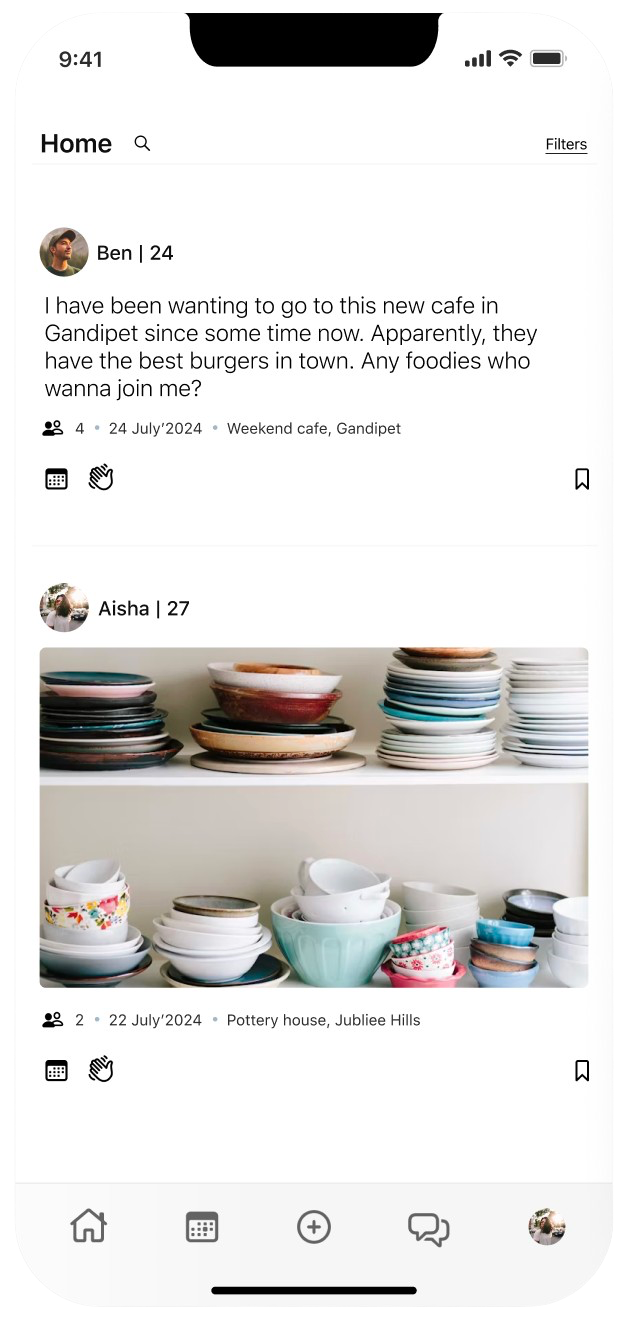 9:41
Home
Filters
Ben | 24
I have been wanting to go to this new cafe in
Gandipet since some time now. Apparently, they
have the best burgers in town. Any foodies who
wanna join me?
4 • 24 July'2024 • Weekend cafe, Gandipet
Aisha | 27
2 • 22 July'2024 • Pottery house, Jubliee Hills